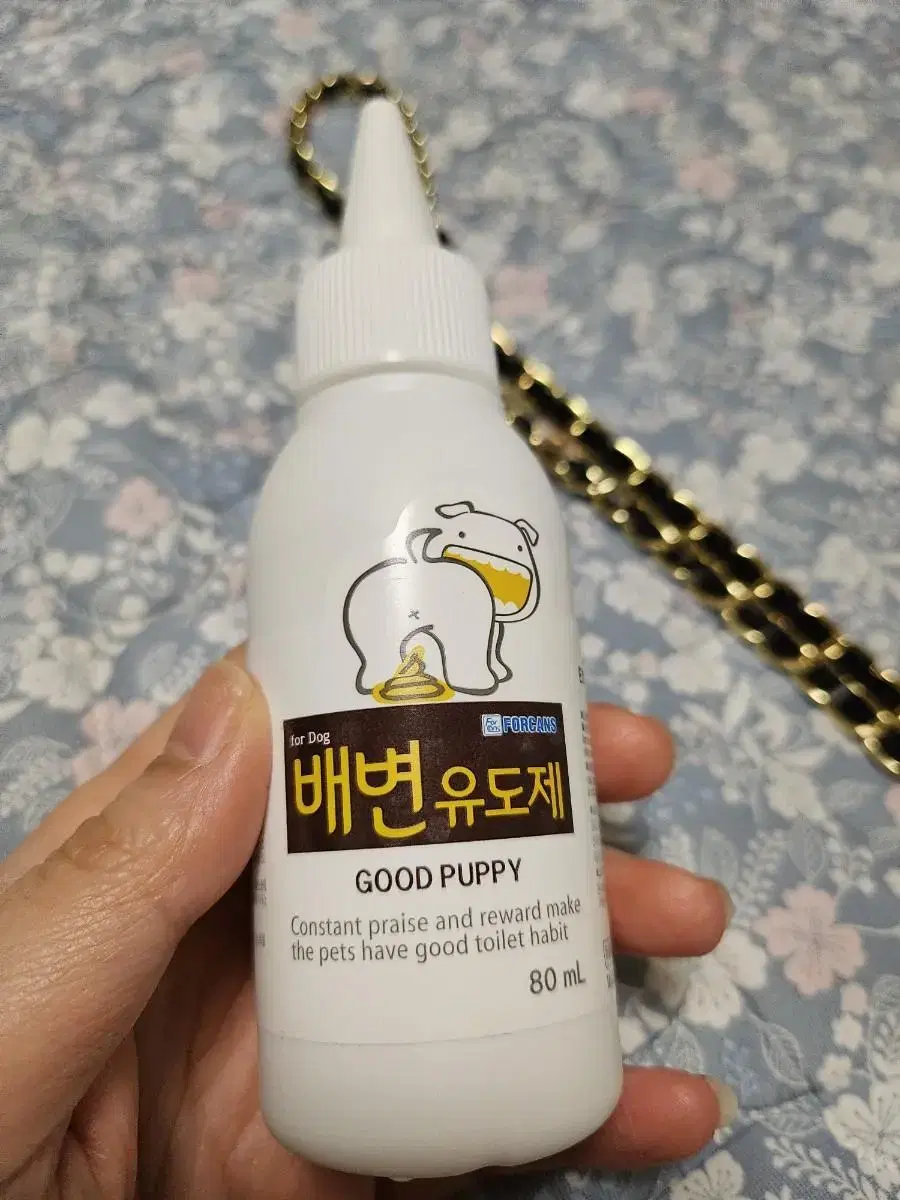 for Dog
For
FORCANS
배변 유도제
GOOD PUPPY
Constant praise and reward make
the pets have good toilet habit
80 mL